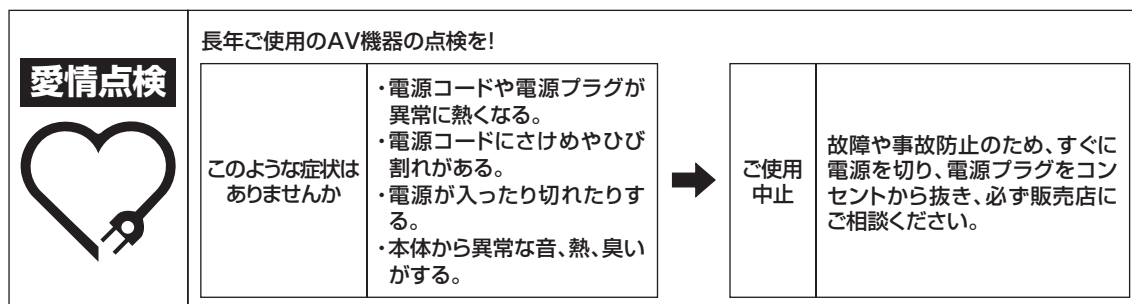 愛情点検
長年ご使用のAV機器の点検を!
このような症状は
ありませんか
・電源コードや電源プラグが
異常に熱くなる。
・電源コードにさけめやひび
割れがある。
・電源が入ったり切れたりす
る。
・本体から異常な音、熱、臭い
がする。
ご使用
中止
故障や事故防止のため、すぐに
電源を切り、電源プラグをコン
セントから抜き、必ず販売店に
ご相談ください。